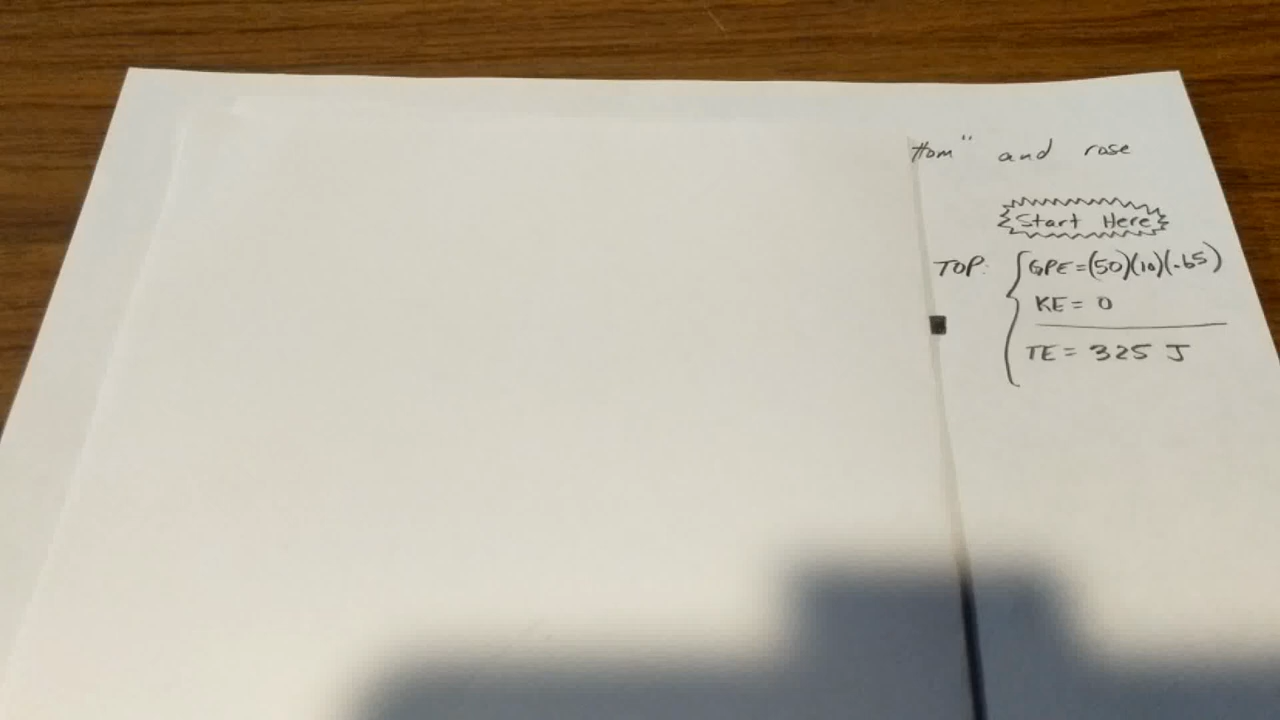 ttom" and rose
Start Here
TOP: GPE=(50)(10)(.65)
KE= 0
TE= 325 J